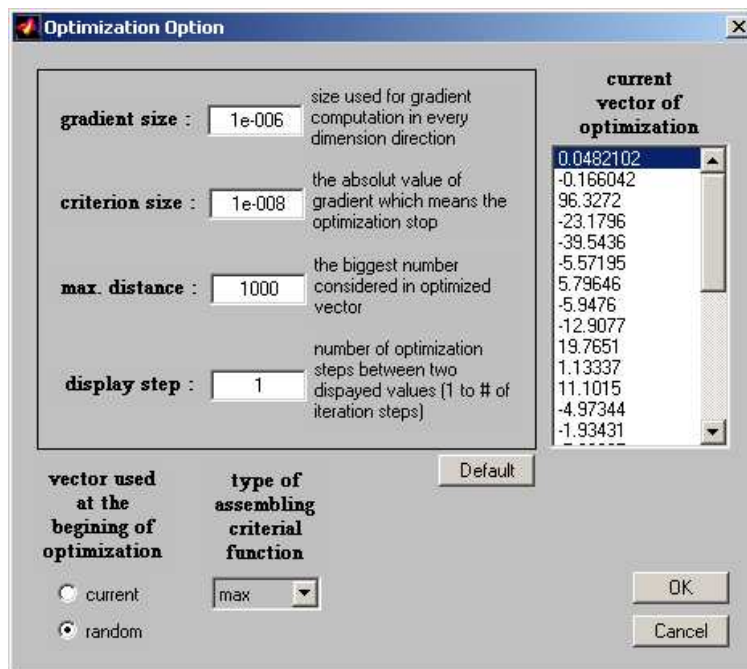 Optimization Option
gradient size :
1e-006
size used for gradient
computation in every
dimension direction
criterion size :
1e-008
the absolut value of
gradient which means the
optimization stop
max. distance :
1000
the biggest number
considered in optimized
vector
display step :
1
number of optimization
steps between two
dispayed values (1 to # of
iteration steps)
current
vector of
optimization
0.0482102
-0.166042
96.3272
-23.1796
-39.5436
-5.57195
5.79646
-5.9476
-12.9077
19.7651
1.13337
11.1015
-4.97344
-1.93431
Default
vector used
at the
begining of
optimization
current
random
type of
assembling
criterial
function
max
OK
Cancel